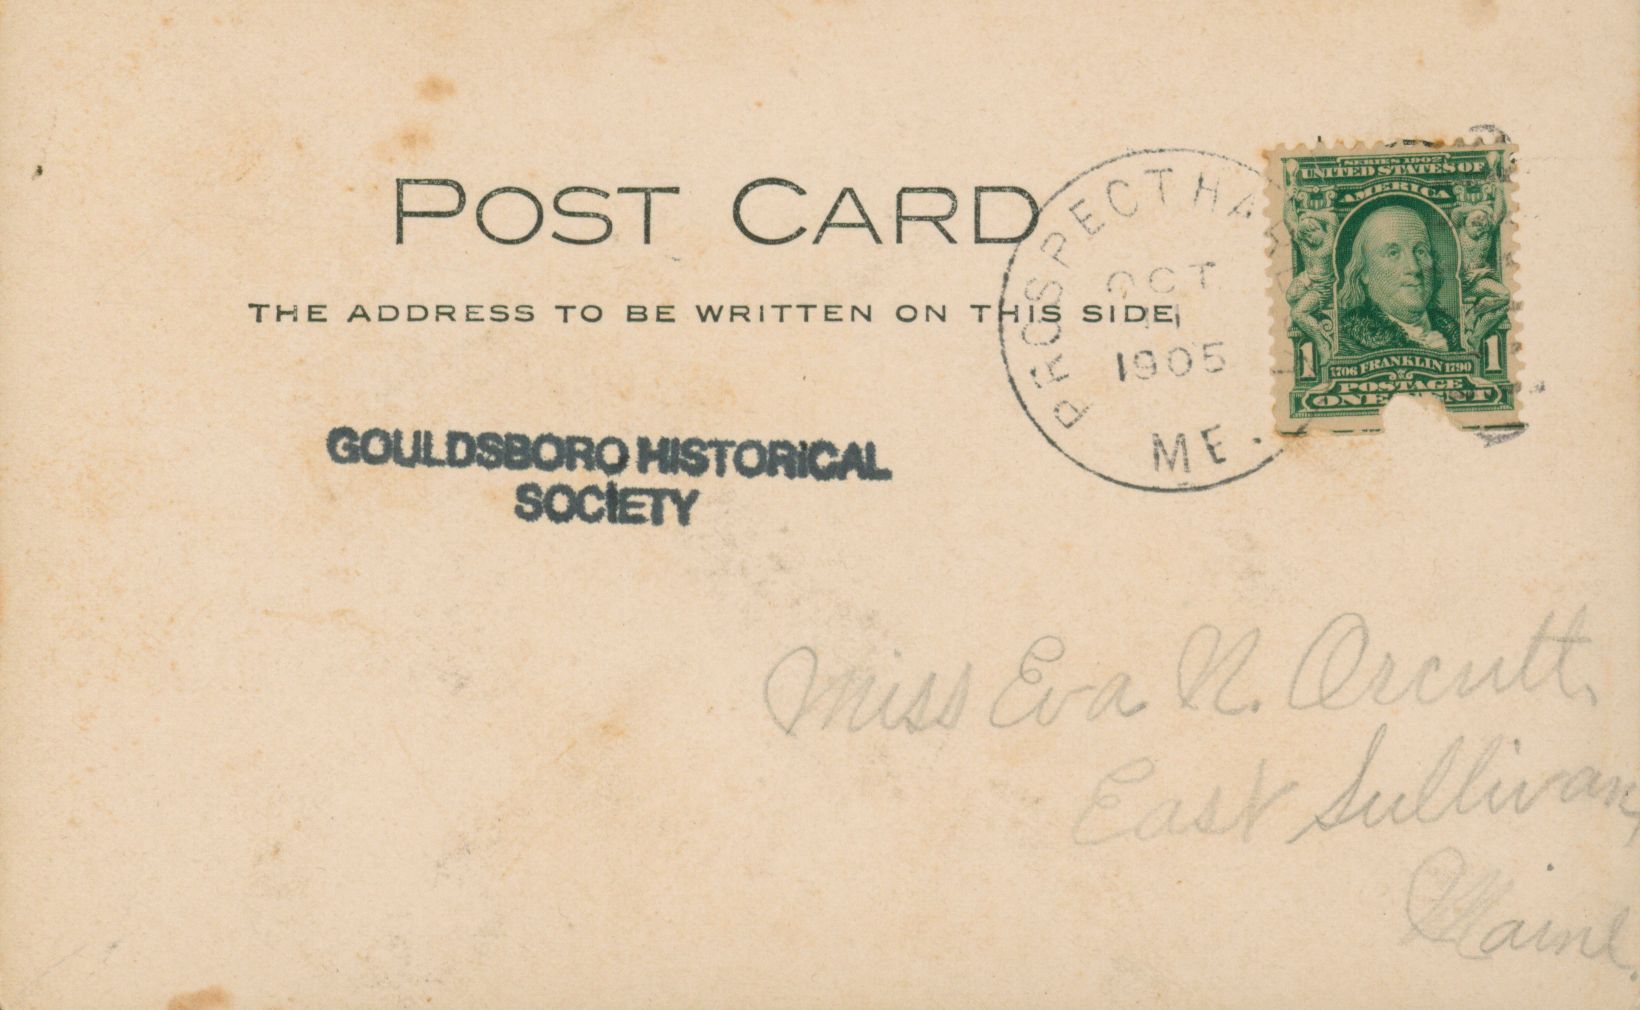 POST CARD
THE ADDRESS TO BE WRITTEN ON THIS SIDE
PROSPECT HA
OCT
11
1905
ME.
SERIES 1902
UNITED STATES OF
AMERICA
1 1
1706 FRANKLIN 1790
POSTAGE
ONE CENT
GOULDSBORO HISTORICAL
SOCIETY
Miss Eva N. Orcutt,
East Sullivan,
Maine.